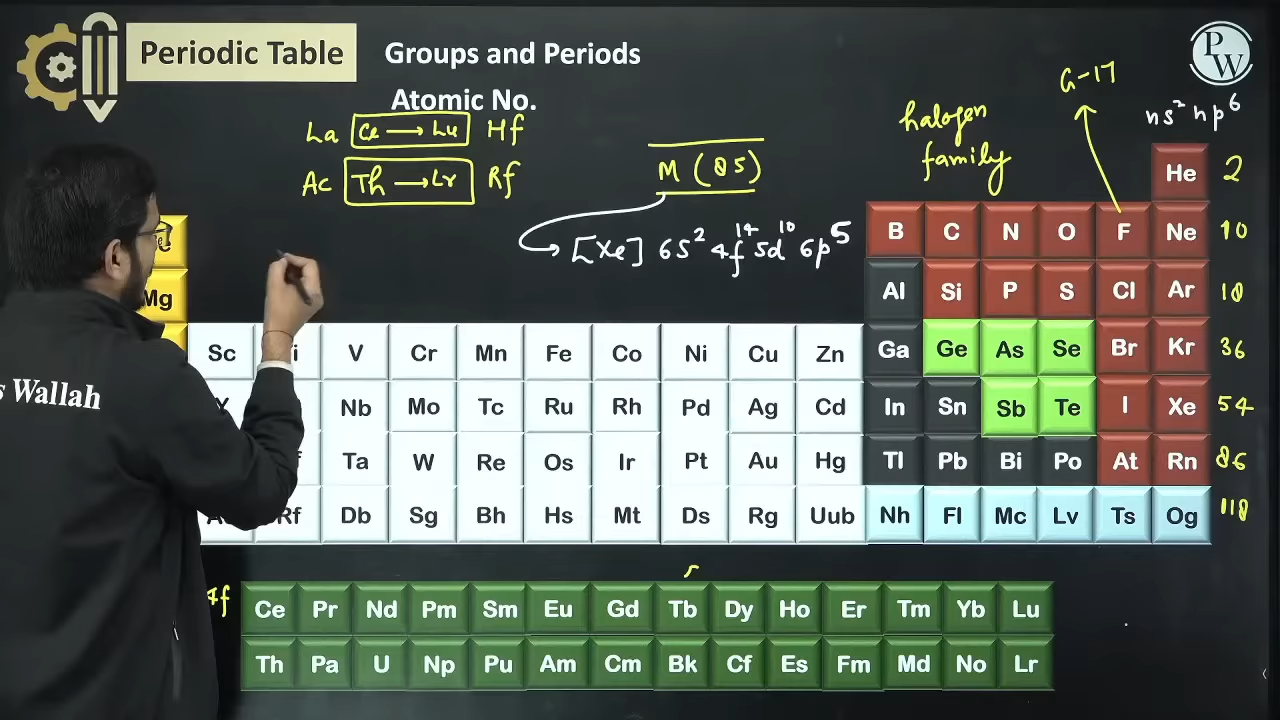 Periodic Table
Groups and Periods
Atomic No.
PW
La Ce → Lu Hf
Ac Th → Lr Rf
M (85)
[Xe] 6s² 4f¹⁴ 5d¹⁰ 6p⁵
halogen
family
G-17
ns² np⁶
He 2
B C N O F Ne 10
Mg Al Si P S Cl Ar 18
Sc V Cr Mn Fe Co Ni Cu Zn Ga Ge As Se Br Kr 36
Y Nb Mo Tc Ru Rh Pd Ag Cd In Sn Sb Te I Xe 54
Ta W Re Os Ir Pt Au Hg Tl Pb Bi Po At Rn 86
Rf Db Sg Bh Hs Mt Ds Rg Uub Nh Fl Mc Lv Ts Og 118
4f Ce Pr Nd Pm Sm Eu Gd Tb Dy Ho Er Tm Yb Lu
Th Pa U Np Pu Am Cm Bk Cf Es Fm Md No Lr
s Wallah